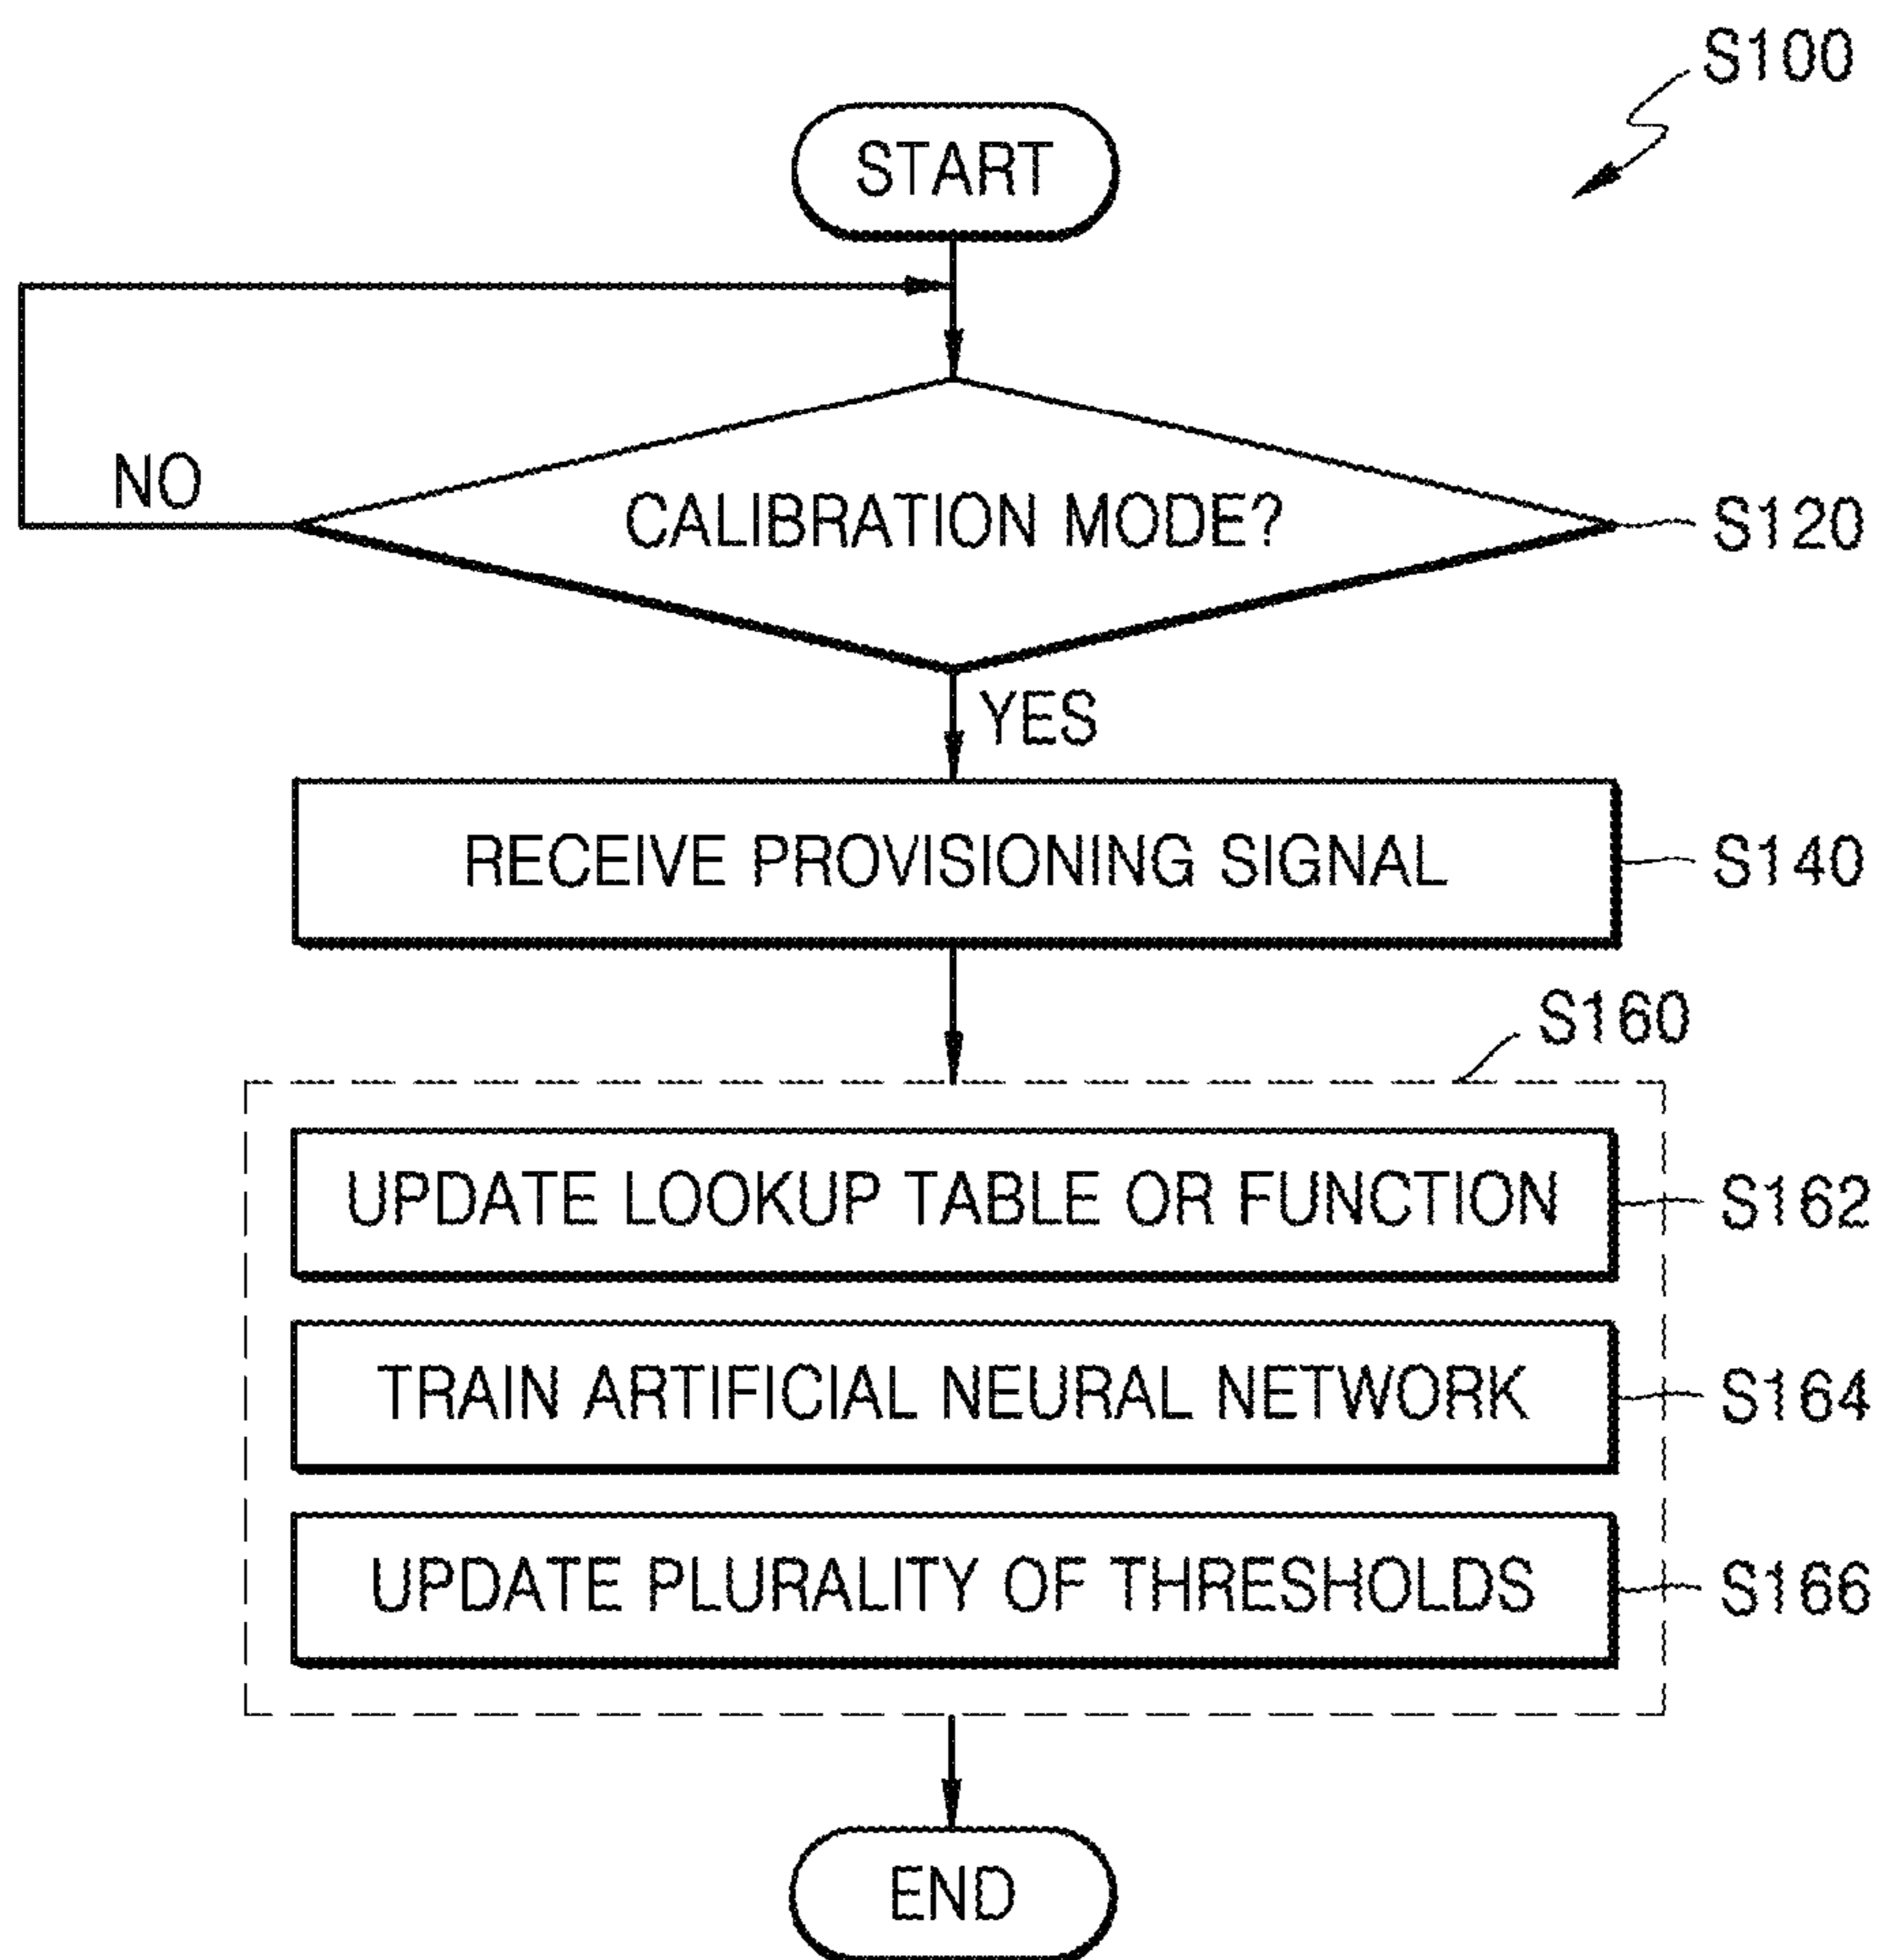 S100
START
NO
CALIBRATION MODE?
S120
YES
RECEIVE PROVISIONING SIGNAL
S140
S160
UPDATE LOOKUP TABLE OR FUNCTION
S162
TRAIN ARTIFICIAL NEURAL NETWORK
S164
UPDATE PLURALITY OF THRESHOLDS
S166
END